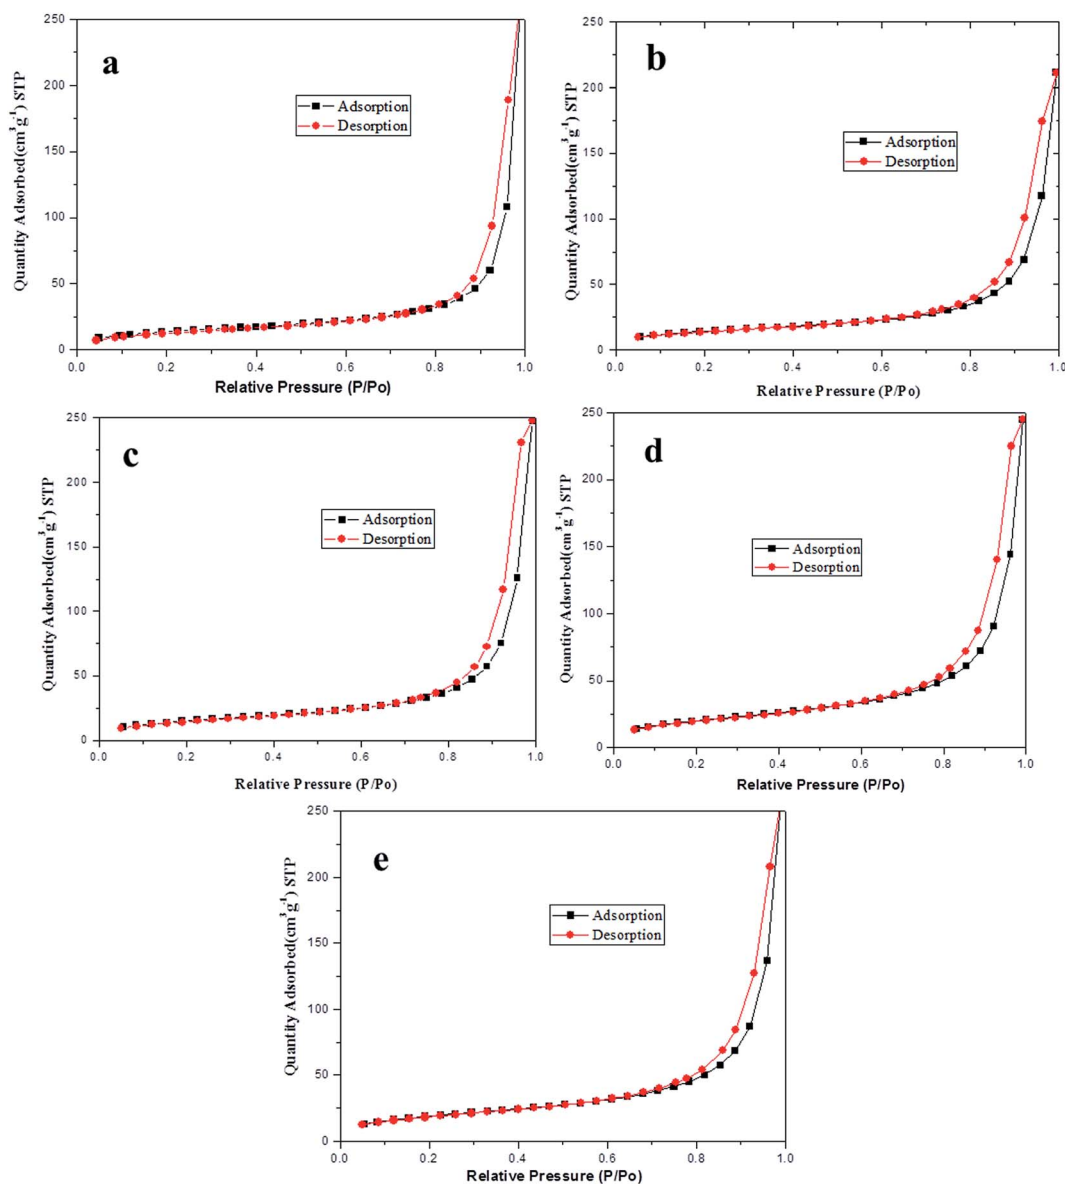 a
250
200
150
100
50
0
Quantity Adsorbed(cm³g⁻¹) STP
Adsorption
Desorption
0.0 0.2 0.4 0.6 0.8 1.0
Relative Pressure (P/Po)
b
250
200
150
100
50
0
Quantity Adsorbed(cm³g⁻¹) STP
Adsorption
Desorption
0.0 0.2 0.4 0.6 0.8 1.0
Relative Pressure (P/Po)
c
250
200
150
100
50
0
Quantity Adsorbed(cm³g⁻¹) STP
Adsorption
Desorption
0.0 0.2 0.4 0.6 0.8 1.0
Relative Pressure (P/Po)
d
250
200
150
100
50
0
Quantity Adsorbed(cm³g⁻¹) STP
Adsorption
Desorption
0.0 0.2 0.4 0.6 0.8 1.0
Relative Pressure (P/Po)
e
250
200
150
100
50
0
Quantity Adsorbed(cm³g⁻¹) STP
Adsorption
Desorption
0.0 0.2 0.4 0.6 0.8 1.0
Relative Pressure (P/Po)